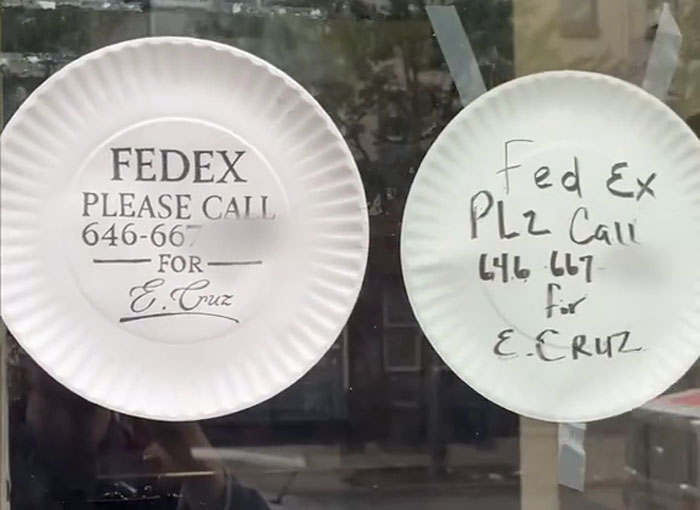 FEDEX
PLEASE CALL
646-667
FOR
E. Cruz
Fed Ex
PLZ Call
646 667-
for
E. CRUZ